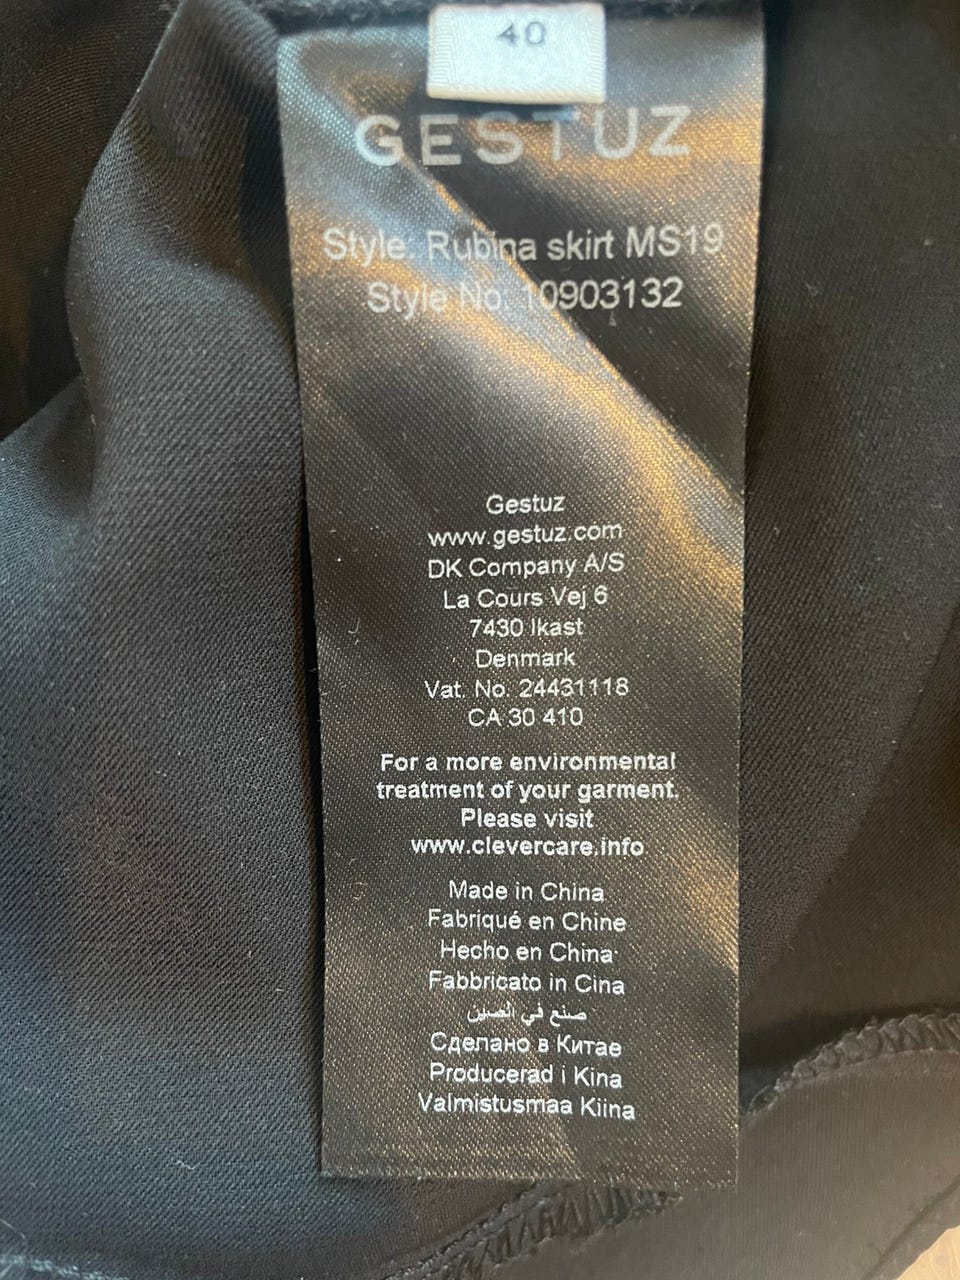 40
GESTUZ
Style: Rubina skirt MS19
Style No. 10903132
Gestuz
www.gestuz.com
DK Company A/S
La Cours Vej 6
7430 Ikast
Denmark
Vat. No. 24431118
CA 30 410
For a more environmental
treatment of your garment.
Please visit
www.clevercare.info
Made in China
Fabriqué en Chine
Hecho en China
Fabbricato in Cina
صنع في الصين
Сделано в Китае
Producerad i Kina
Valmistusmaa Kiina